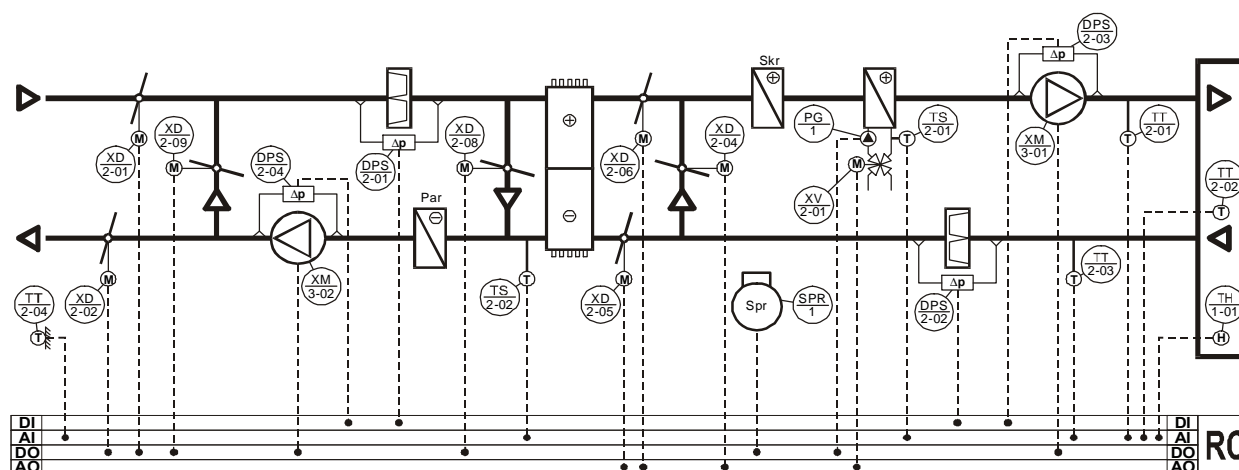 DPS
2-03
Δp
Skr
XD
2-09
M
XD
2-01
DPS
2-04
Δp
Δp
DPS
2-01
XD
2-08
M
M
XD
2-06
XD
2-04
M
PG
1
M
XV
2-01
TS
2-01
T
XM
3-01
TT
2-01
T
TT
2-02
T
Par
TT
2-04
T
XD
2-02
M
XM
3-02
TS
2-02
T
XD
2-05
M
Spr
SPR
1
DPS
2-02
Δp
T
TT
2-03
TH
1-01
H
M
DI
DI
AI
AI
DO
DO
RC
AO
AO